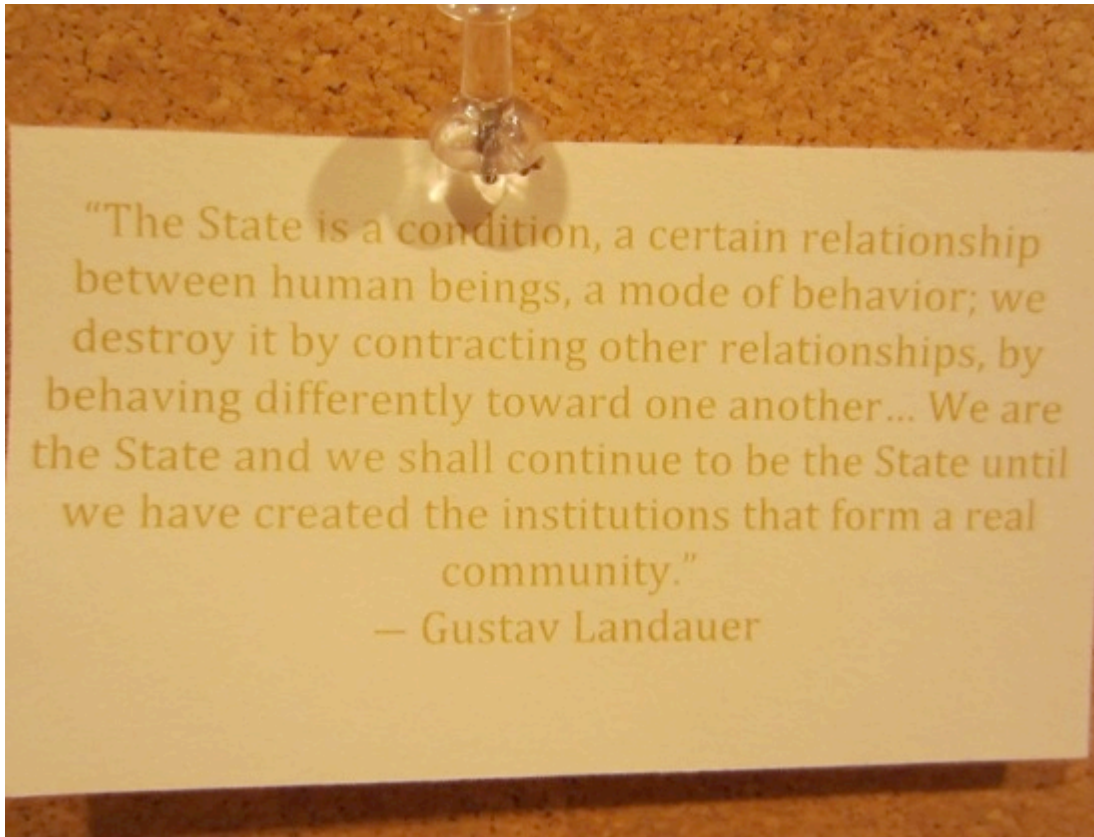 “The State is a condition, a certain relationship
between human beings, a mode of behavior; we
destroy it by contracting other relationships, by
behaving differently toward one another... We are
the State and we shall continue to be the State until
we have created the institutions that form a real
community.”
— Gustav Landauer